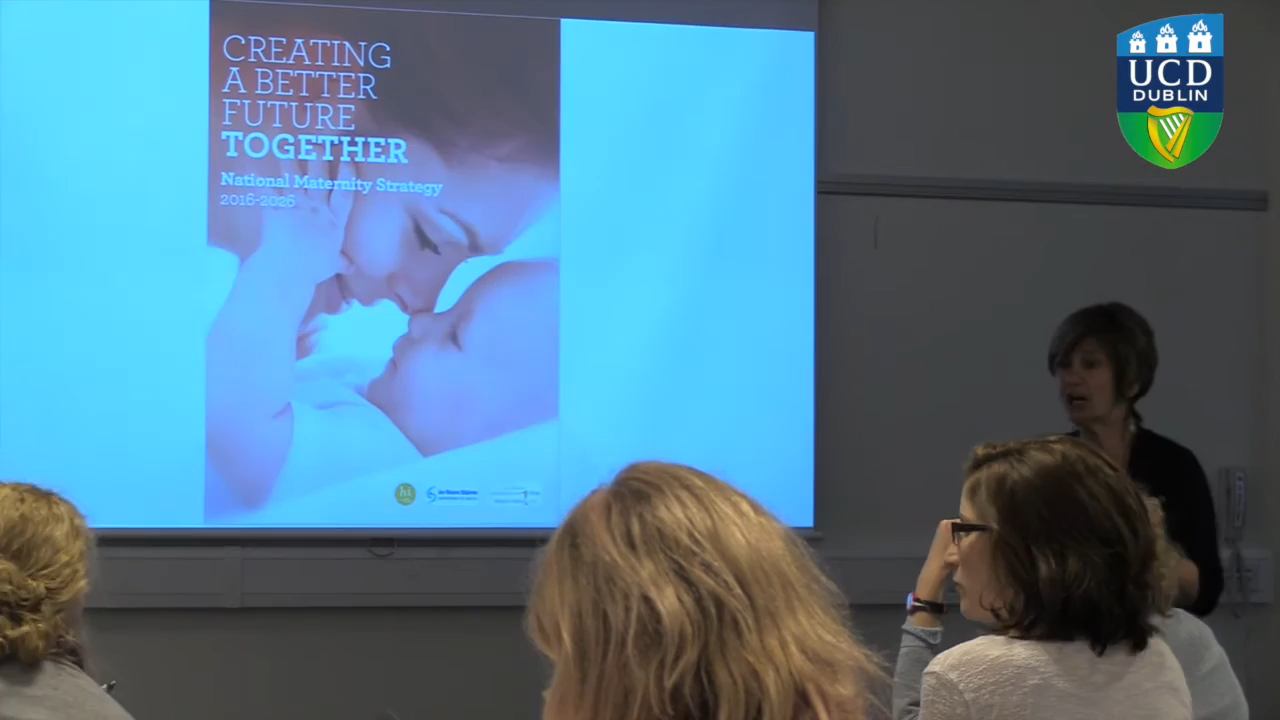 CREATING
A BETTER
FUTURE
TOGETHER
National Maternity Strategy
2016-2026
UCD
DUBLIN